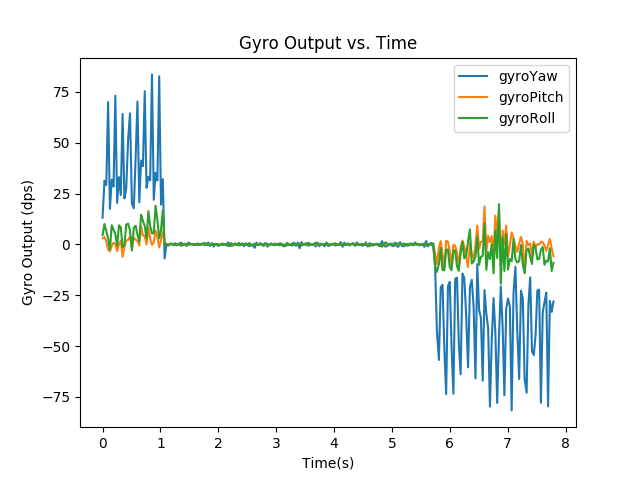 Gyro Output vs. Time
gyroYaw
gyroPitch
gyroRoll
75
50
25
0
−25
−50
−75
Gyro Output (dps)
0 1 2 3 4 5 6 7 8
Time(s)